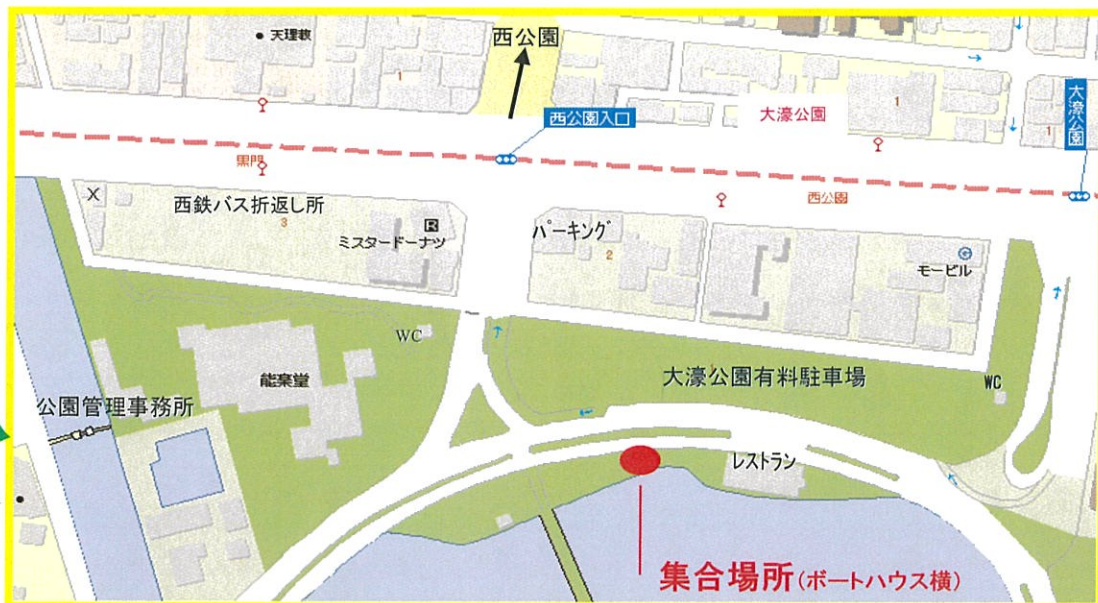 天理教
西公園
1
西公園入口
大濠公園
1
大濠公園
1
黒門
西公園
X
西鉄バス折返し所
3
R
ミスタードーナツ
パーキング
2
G
モービル
WC
能楽堂
大濠公園有料駐車場
WC
公園管理事務所
レストラン
集合場所(ボートハウス横)